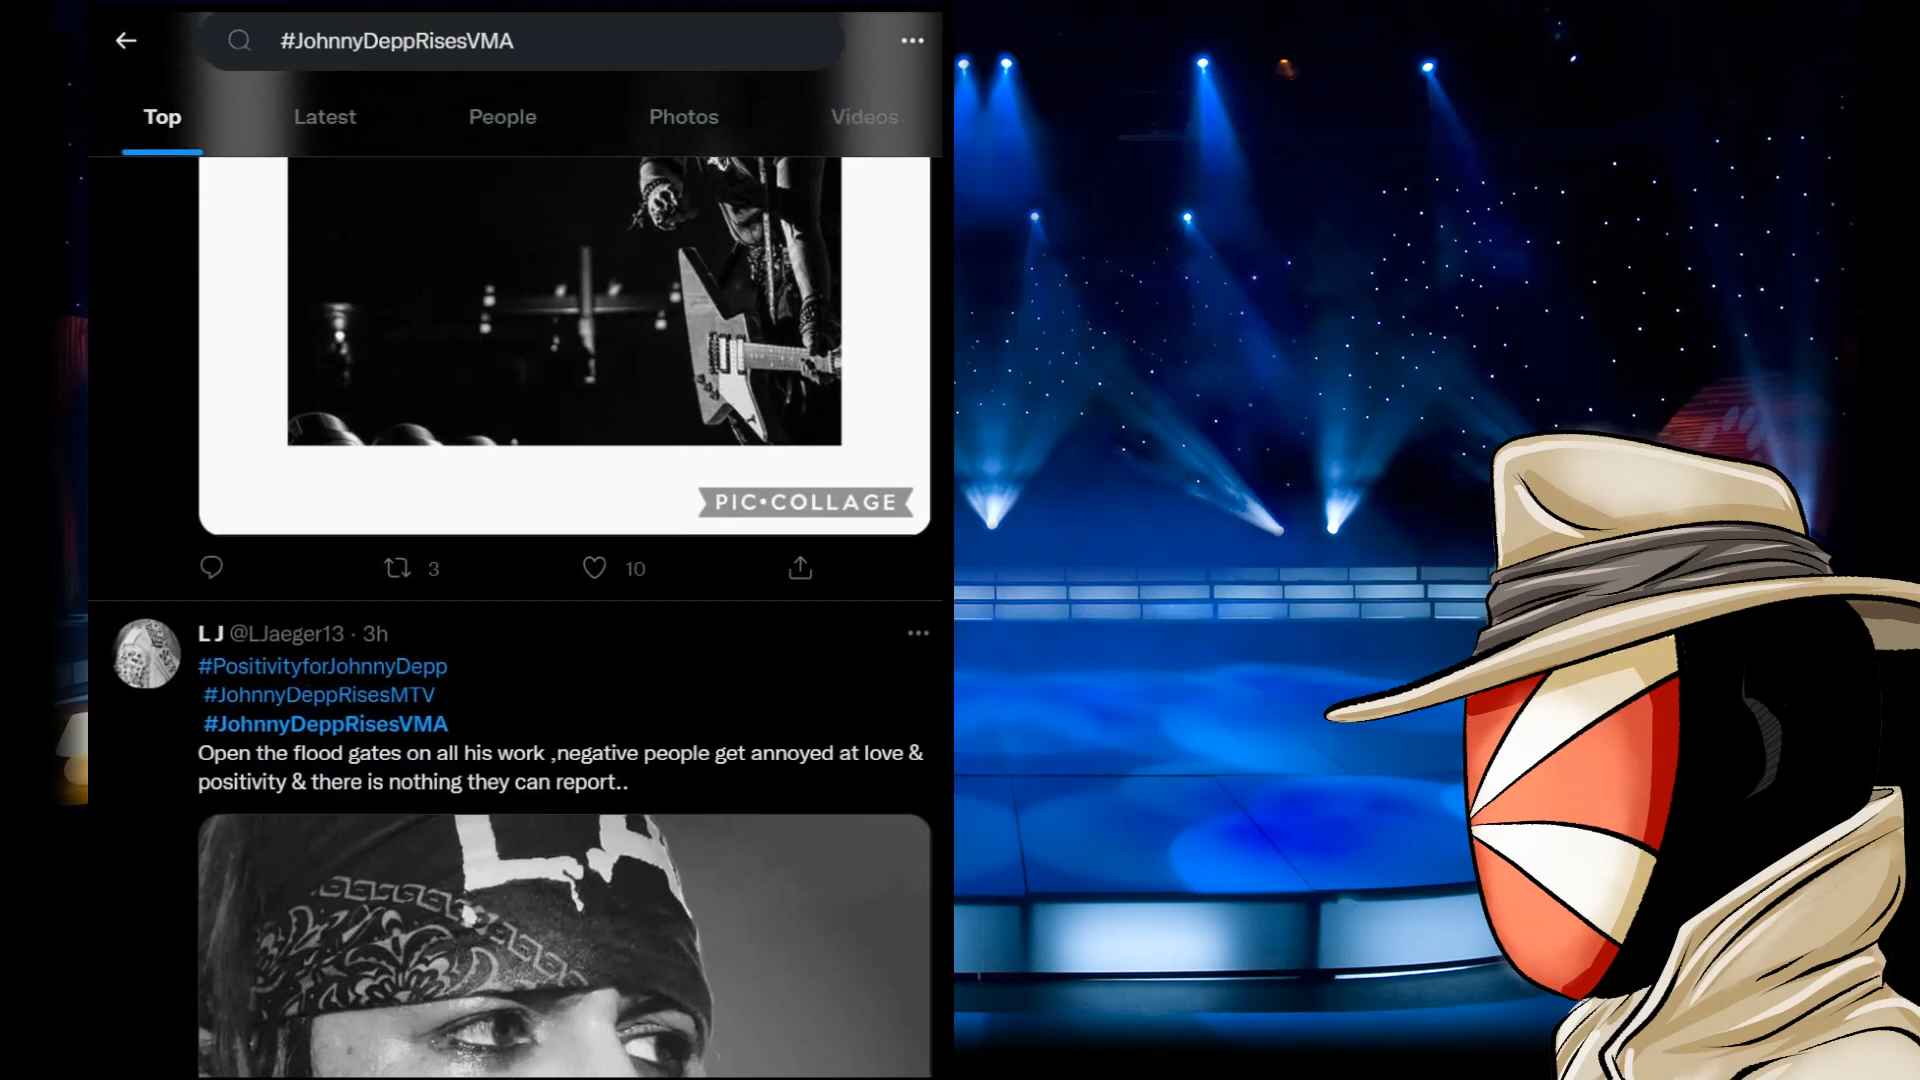 #JohnnyDeppRisesVMA
Top Latest People Photos Videos
PIC•COLLAGE
3 10
L J @LJaeger13 · 3h
#PositivityforJohnnyDepp
#JohnnyDeppRisesMTV
#JohnnyDeppRisesVMA
Open the flood gates on all his work ,negative people get annoyed at love &
positivity & there is nothing they can report..